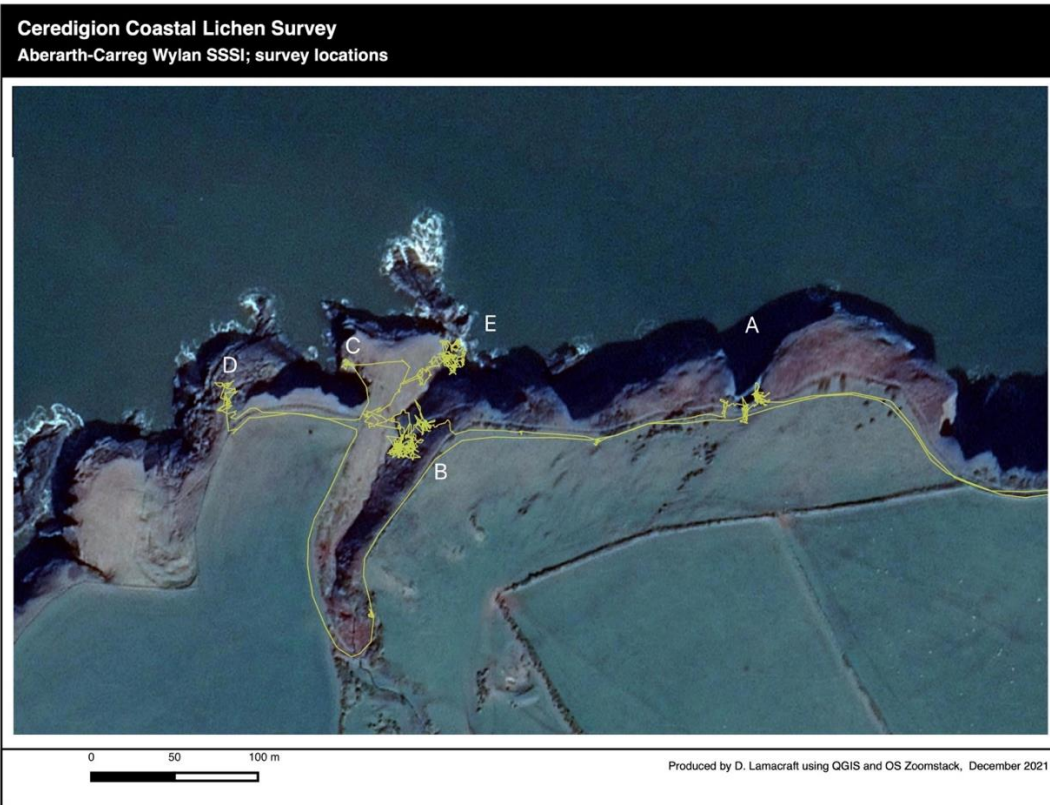 Ceredigion Coastal Lichen Survey
Aberarth-Carreg Wylan SSSI; survey locations
E
A
C
D
B
0 50 100 m
Produced by D. Lamacraft using QGIS and OS Zoomstack, December 2021